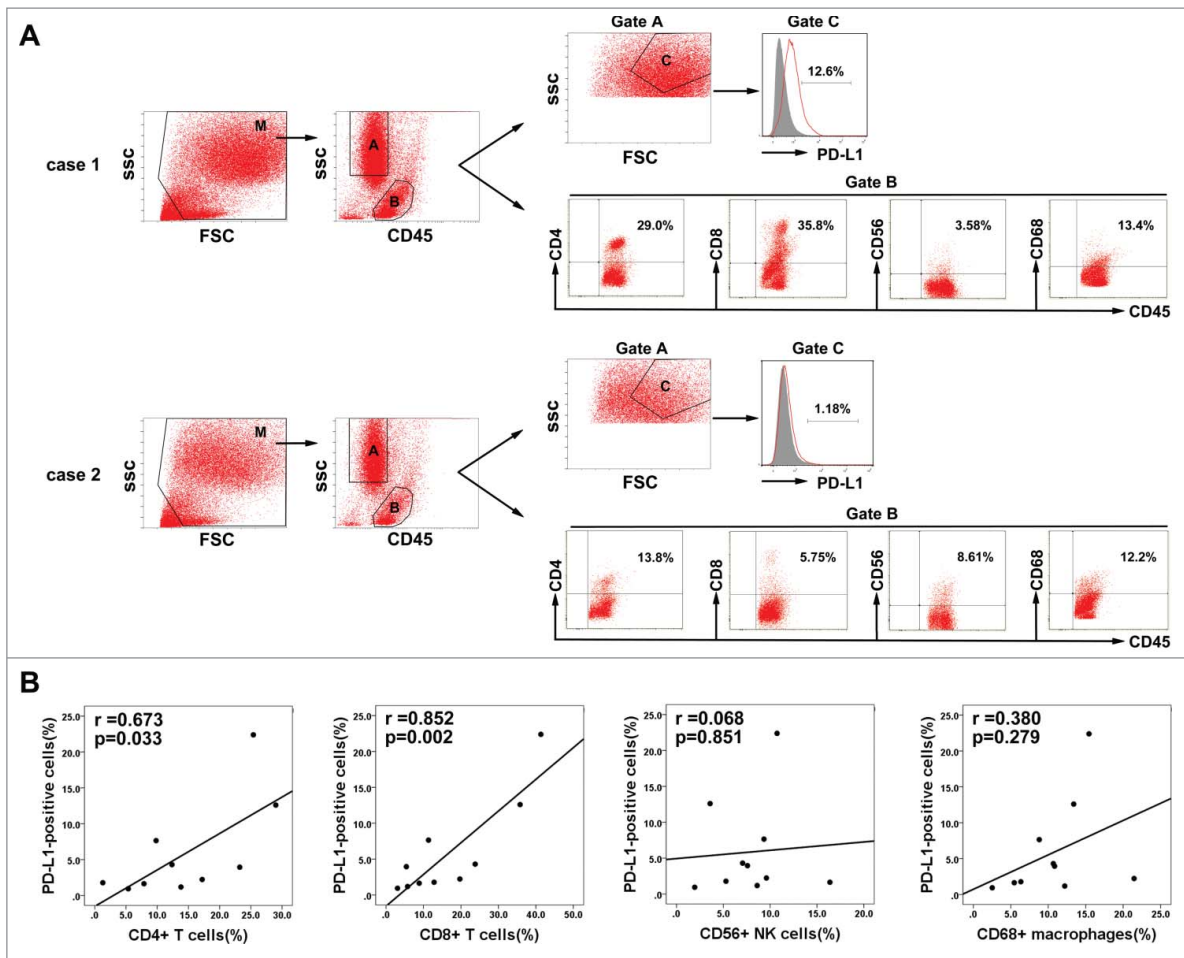 A
case 1
ssc
FSC
M
ssc
CD45
A
B
Gate A
ssc
FSC
C
Gate C
12.6%
PD-L1
Gate B
CD4
29.0%
CD8
35.8%
CD56
3.58%
CD68
13.4%
CD45
case 2
ssc
FSC
M
ssc
CD45
A
B
Gate A
ssc
FSC
C
Gate C
1.18%
PD-L1
Gate B
CD4
13.8%
CD8
5.75%
CD56
8.61%
CD68
12.2%
CD45
B
r =0.673
p=0.033
PD-L1-positive cells(%)
25.0
20.0
15.0
10.0
5.0
.0
.0 5.0 10.0 15.0 20.0 25.0 30.0
CD4+ T cells(%)
r =0.852
p=0.002
PD-L1-positive cells(%)
25.0
20.0
15.0
10.0
5.0
.0
.0 10.0 20.0 30.0 40.0 50.0
CD8+ T cells(%)
r =0.068
p=0.851
PD-L1-positive cells(%)
25.0
20.0
15.0
10.0
5.0
.0
.0 5.0 10.0 15.0 20.0
CD56+ NK cells(%)
r =0.380
p=0.279
PD-L1-positive cells(%)
25.0
20.0
15.0
10.0
5.0
.0
.0 5.0 10.0 15.0 20.0
CD68+ macrophages(%)